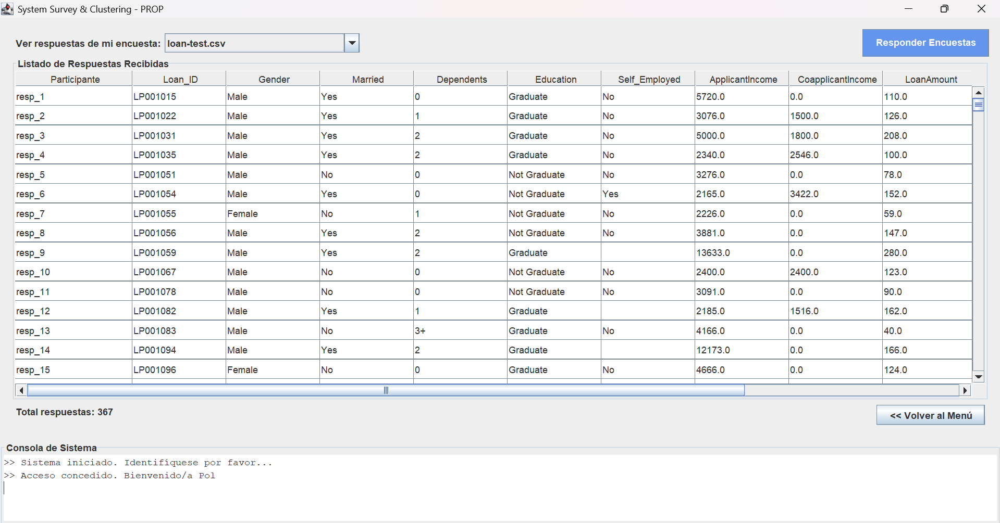 System Survey & Clustering - PROP
Ver respuestas de mi encuesta: loan-test.csv Responder Encuestas
Listado de Respuestas Recibidas
Participante Loan_ID Gender Married Dependents Education Self_Employed ApplicantIncome CoapplicantIncome LoanAmount
resp_1 LP001015 Male Yes 0 Graduate No 5720.0 0.0 110.0
resp_2 LP001022 Male Yes 1 Graduate No 3076.0 1500.0 126.0
resp_3 LP001031 Male Yes 2 Graduate No 5000.0 1800.0 208.0
resp_4 LP001035 Male Yes 2 Graduate No 2340.0 2546.0 100.0
resp_5 LP001051 Male No 0 Not Graduate No 3276.0 0.0 78.0
resp_6 LP001054 Male Yes 0 Not Graduate Yes 2165.0 3422.0 152.0
resp_7 LP001055 Female No 1 Not Graduate No 2226.0 0.0 59.0
resp_8 LP001056 Male Yes 2 Not Graduate No 3881.0 0.0 147.0
resp_9 LP001059 Male Yes 2 Graduate 13633.0 0.0 280.0
resp_10 LP001067 Male No 0 Not Graduate No 2400.0 2400.0 123.0
resp_11 LP001078 Male No 0 Not Graduate No 3091.0 0.0 90.0
resp_12 LP001082 Male Yes 1 Graduate 2185.0 1516.0 162.0
resp_13 LP001083 Male No 3+ Graduate No 4166.0 0.0 40.0
resp_14 LP001094 Male Yes 2 Graduate 12173.0 0.0 166.0
resp_15 LP001096 Female No 0 Graduate No 4666.0 0.0 124.0
Total respuestas: 367
<< Volver al Menú
Consola de Sistema
>> Sistema iniciado. Identifíquese por favor...
>> Acceso concedido. Bienvenido/a Pol